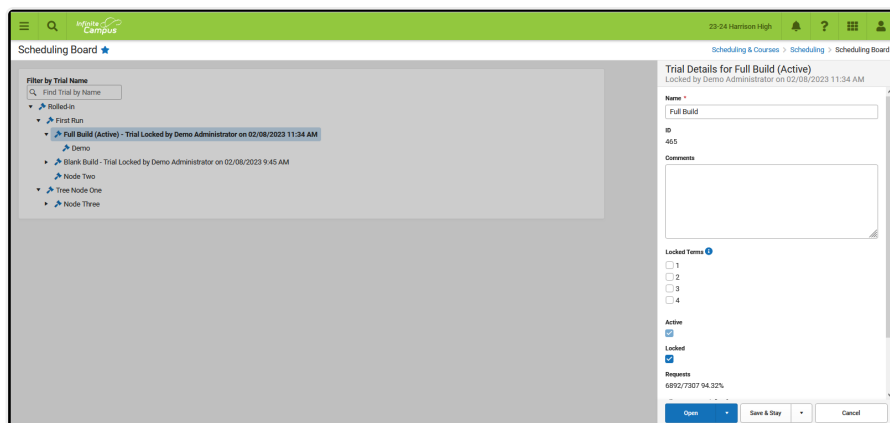 Infinite Campus
23-24 Harrison High
?
Scheduling Board
Scheduling & Courses > Scheduling > Scheduling Board
Filter by Trial Name
Find Trial by Name
Rolled-in
First Run
Full Build (Active) - Trial Locked by Demo Administrator on 02/08/2023 11:34 AM
Demo
Blank Build - Trial Locked by Demo Administrator on 02/08/2023 9:45 AM
Node Two
Tree Node One
Node Three
Trial Details for Full Build (Active)
Locked by Demo Administrator on 02/08/2023 11:34 AM
Name *
Full Build
ID
465
Comments
Locked Terms
1
2
3
4
Active
Locked
Requests
6892/7307 94.32%
Open
Save & Stay
Cancel